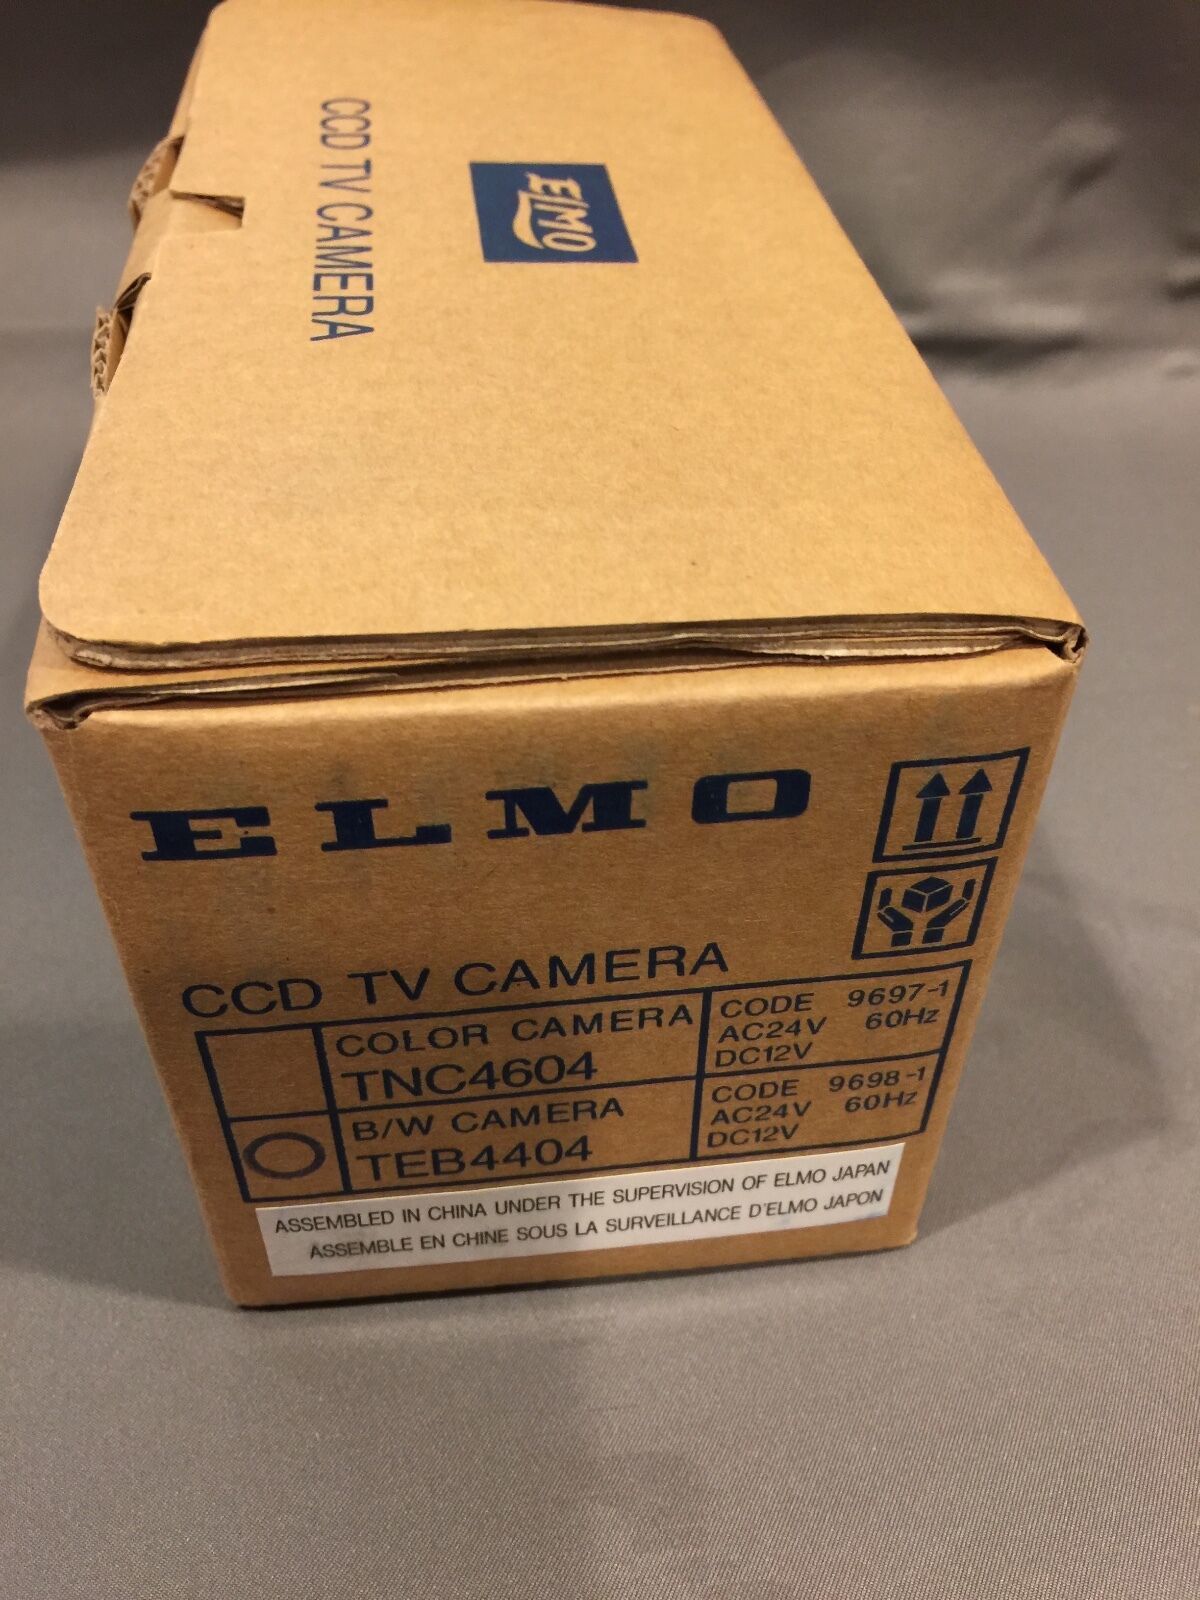 CCD TV CAMERA
ELMO
ELMO
CCD TV CAMERA
COLOR CAMERA
TNC4604
CODE 9697-1
AC24V 60Hz
DC12V
B/W CAMERA
TEB4404
CODE 9698-1
AC24V 60Hz
DC12V
ASSEMBLED IN CHINA UNDER THE SUPERVISION OF ELMO JAPAN
ASSEMBLE EN CHINE SOUS LA SURVEILLANCE D'ELMO JAPON